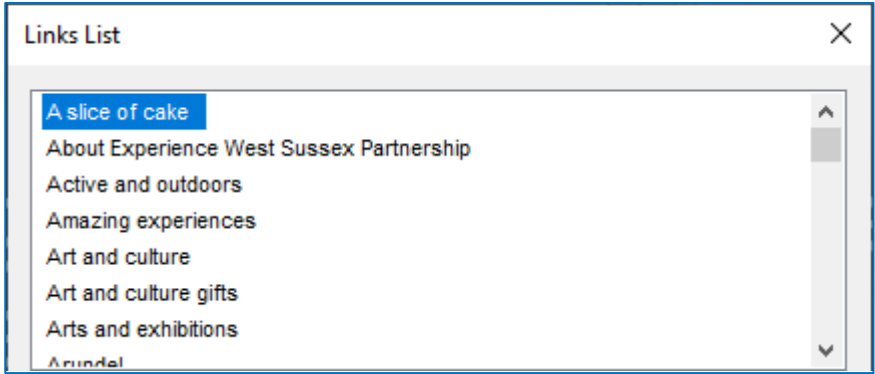 Links List
A slice of cake
About Experience West Sussex Partnership
Active and outdoors
Amazing experiences
Art and culture
Art and culture gifts
Arts and exhibitions
Arundel